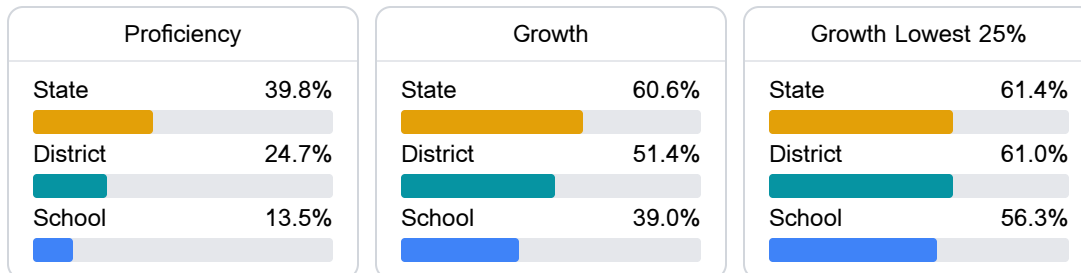 Proficiency
State 39.8%
District 24.7%
School 13.5%
Growth
State 60.6%
District 51.4%
School 39.0%
Growth Lowest 25%
State 61.4%
District 61.0%
School 56.3%